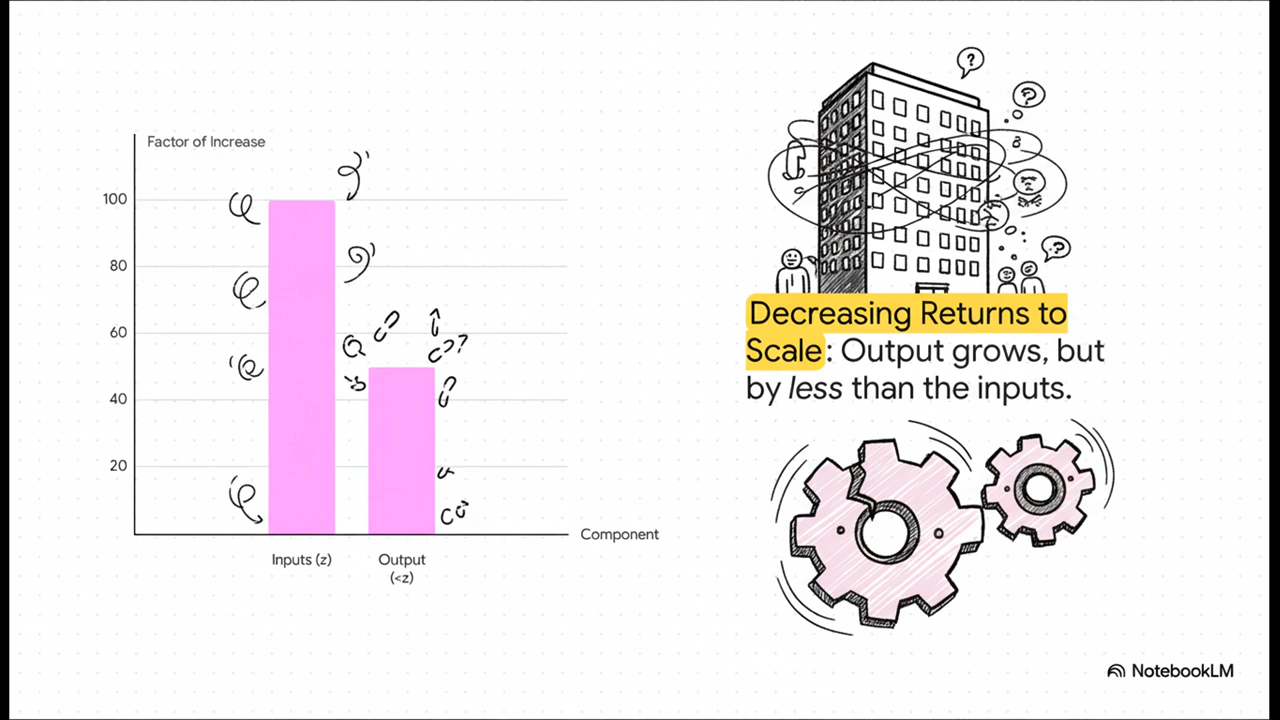 Factor of Increase
100
80
60
40
20
Component
Inputs (z)
Output
(<z)
Decreasing Returns to
Scale: Output grows, but
by less than the inputs.
NotebookLM